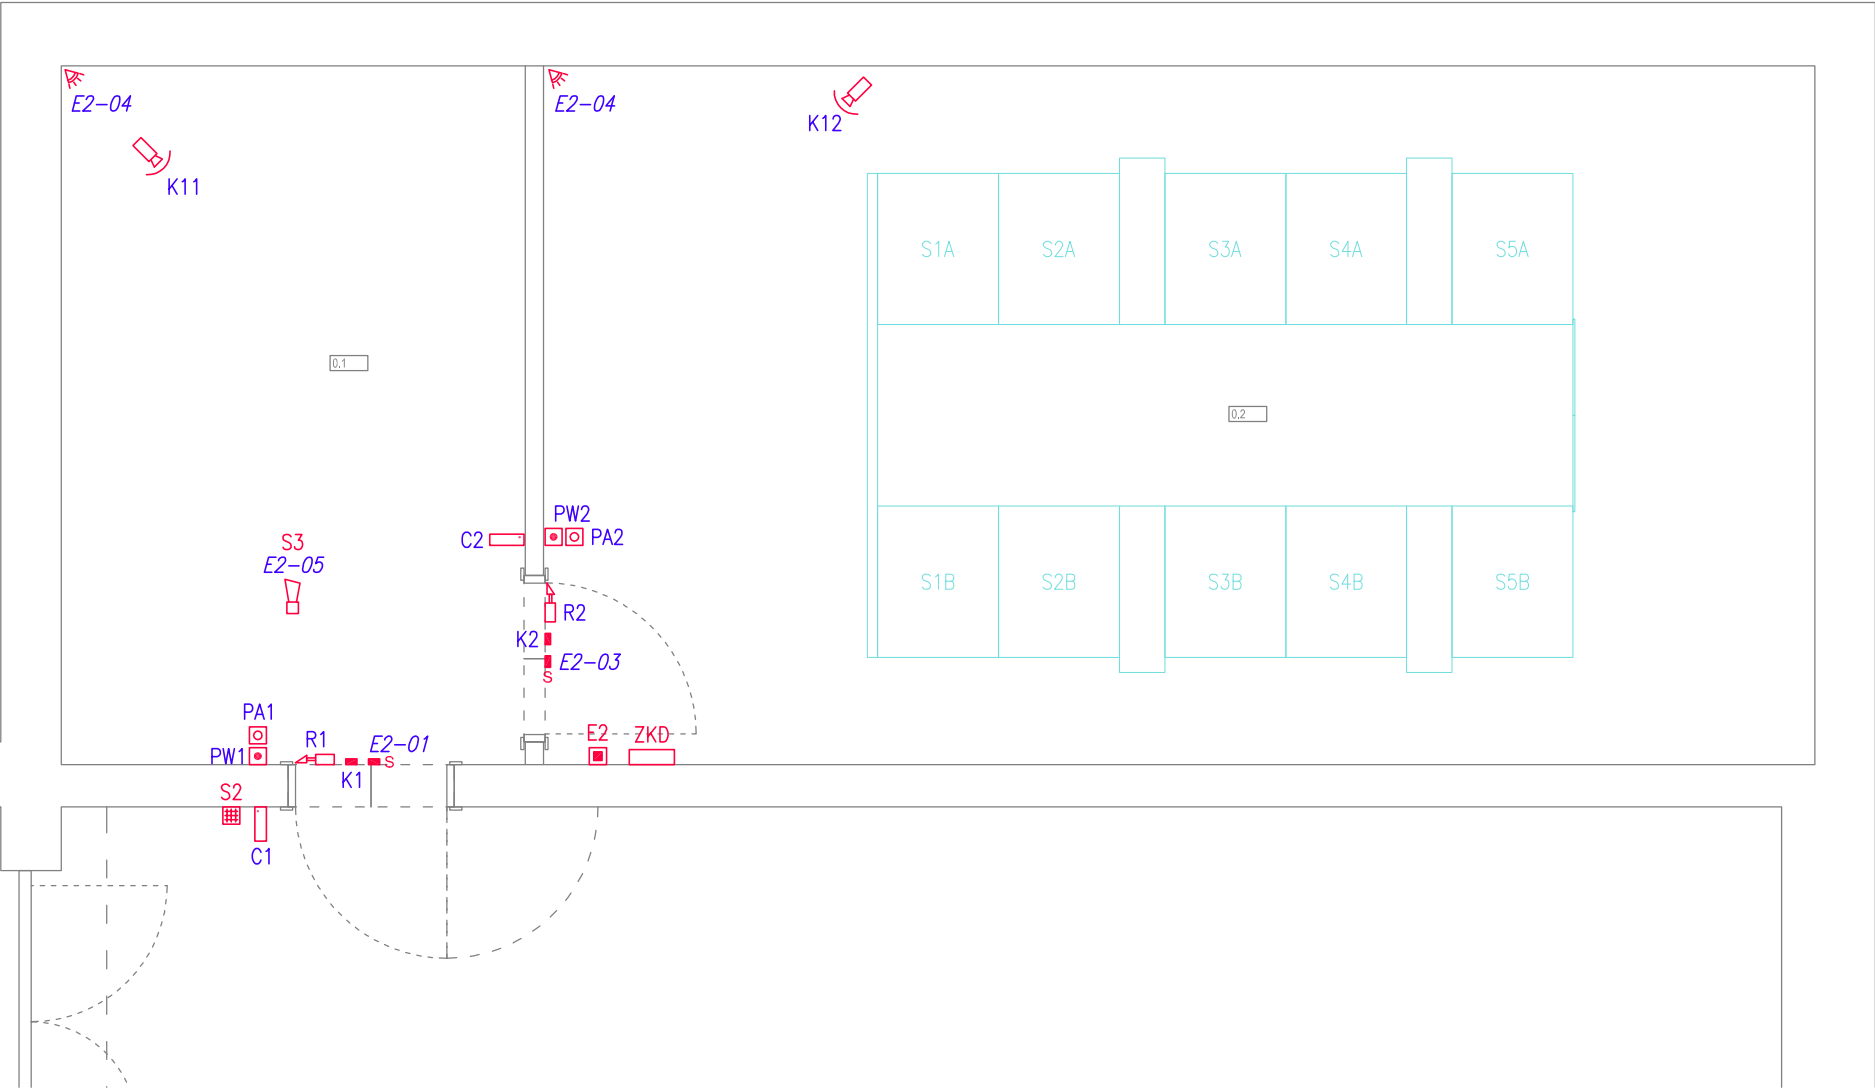 E2-04
E2-04
K12
K11
S1A
S2A
S3A
S4A
S5A
0.1
0.2
PW2
C2
PA2
S3
E2-05
S1B
S2B
S3B
S4B
S5B
R2
K2
E2-03
S
PA1
E2
ZKD
R1
E2-01
PW1
S
K1
S2
C1